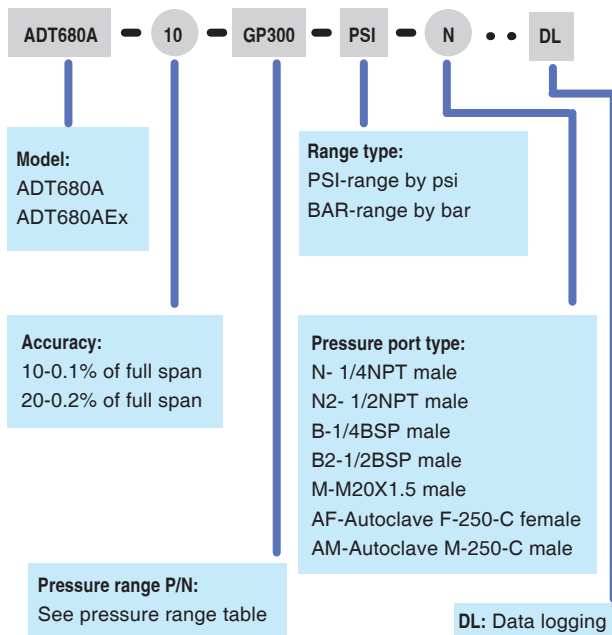 ADT680A - 10 - GP300 - PSI - N - - DL
Model:
ADT680A
ADT680AEx
Range type:
PSI-range by psi
BAR-range by bar
Accuracy:
10-0.1% of full span
20-0.2% of full span
Pressure port type:
N- 1/4NPT male
N2- 1/2NPT male
B-1/4BSP male
B2-1/2BSP male
M-M20X1.5 male
AF-Autoclave F-250-C female
AM-Autoclave M-250-C male
Pressure range P/N:
See pressure range table
DL: Data logging